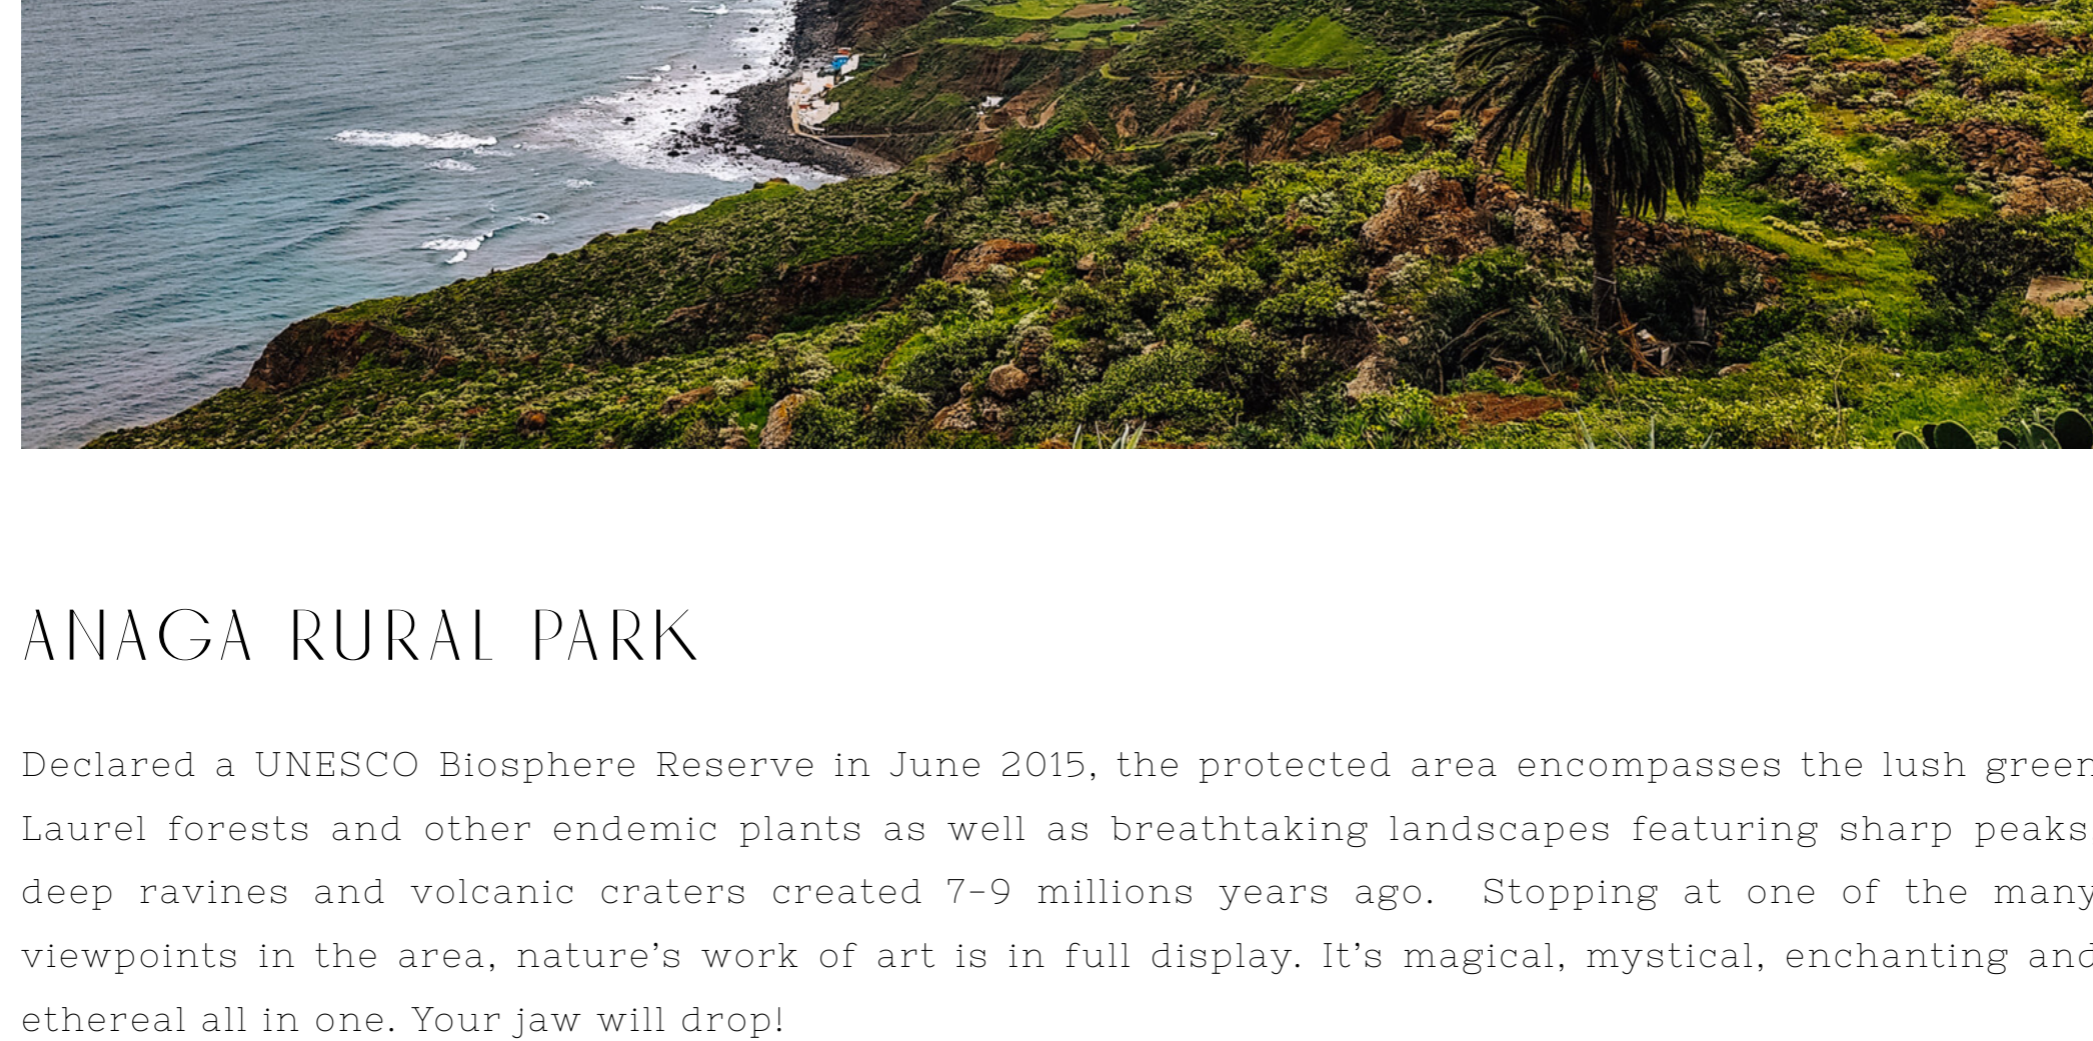 ANAGA RURAL PARK
Declared a UNESCO Biosphere Reserve in June 2015, the protected area encompasses the lush green
Laurel forests and other endemic plants as well as breathtaking landscapes featuring sharp peaks
deep ravines and volcanic craters created 7-9 millions years ago. Stopping at one of the many
viewpoints in the area, nature’s work of art is in full display. It’s magical, mystical, enchanting and
ethereal all in one. Your jaw will drop!